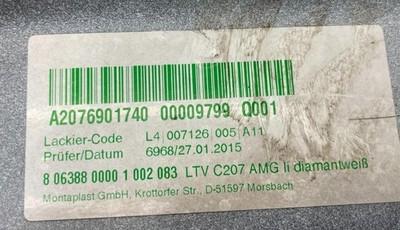 A2076901740 00009799 0001
Lackier-Code L4 007126 005 A11
Prüfer/Datum 6968/27.01.2015
8 06388 0000 1 002 083 LTV C207 AMG li diamantweiß
Montaplast GmbH, Krottorfer Str., D-51597 Morsbach